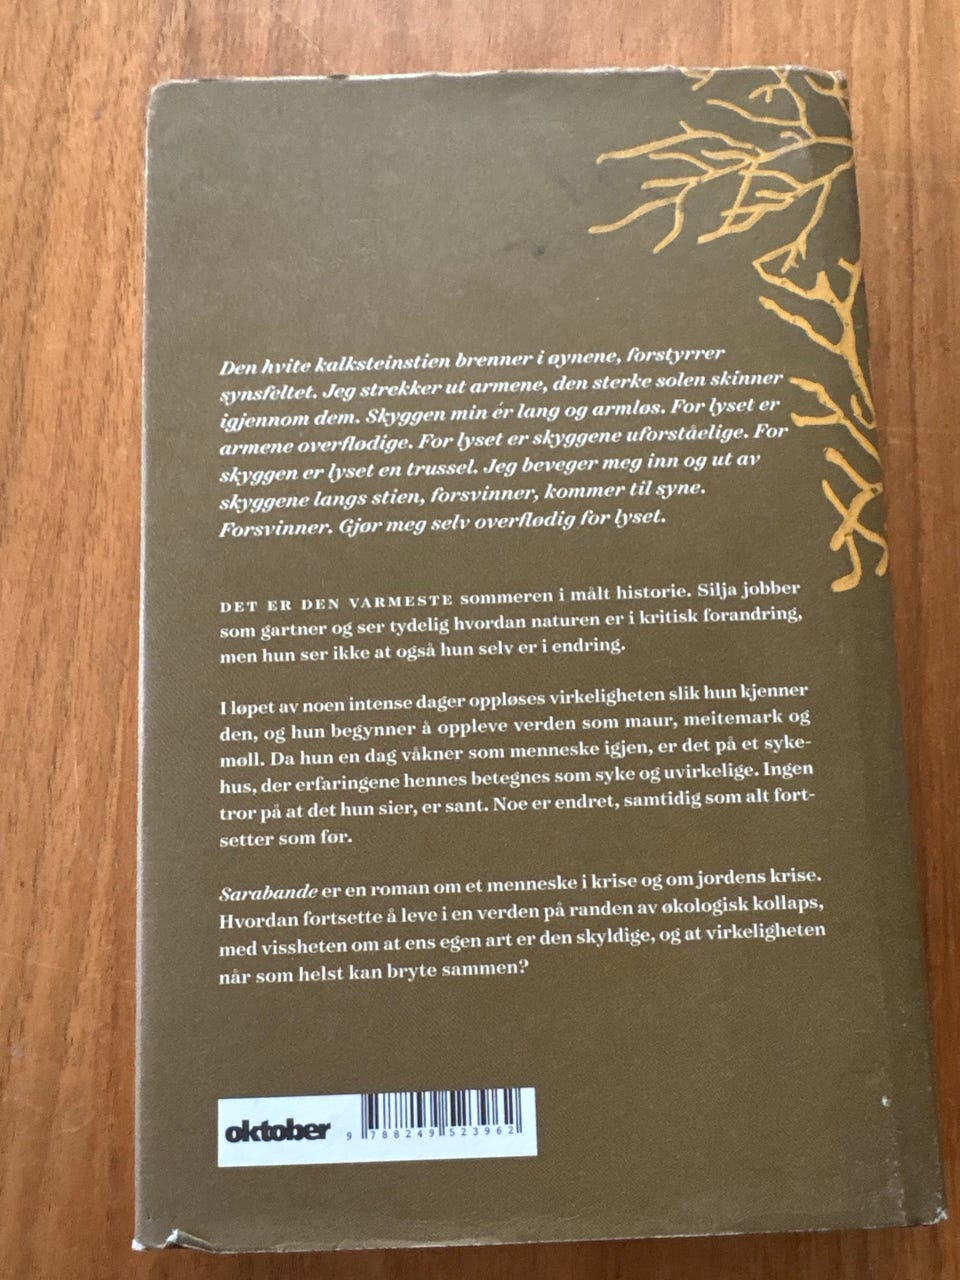 Den hvite kalksteinstien brenner i øynene, forstyrrer
synsfeltet. Jeg strekker ut armene, den sterke solen skinner
igjennom dem. Skyggen min ér lang og armløs. For lyset er
armene overflødige. For lyset er skyggene uforståelige. For
skyggen er lyset en trussel. Jeg beveger meg inn og ut av
skyggene langs stien, forsvinner, kommer til syne.
Forsvinner. Gjør meg selv overflødig for lyset.
DET ER DEN VARMESTE sommeren i målt historie. Silja jobber
som gartner og ser tydelig hvordan naturen er i kritisk forandring,
men hun ser ikke at også hun selv er i endring.
I løpet av noen intense dager oppløses virkeligheten slik hun kjenner
den, og hun begynner å oppleve verden som maur, meitemark og
møll. Da hun en dag våkner som menneske igjen, er det på et syke-
hus, der erfaringene hennes betegnes som syke og uvirkelige. Ingen
tror på at det hun sier, er sant. Noe er endret, samtidig som alt fort-
setter som før.
Sarabande er en roman om et menneske i krise og om jordens krise.
Hvordan fortsette å leve i en verden på randen av økologisk kollaps,
med vissheten om at ens egen art er den skyldige, og at virkeligheten
når som helst kan bryte sammen?
oktober 9 788249 523962